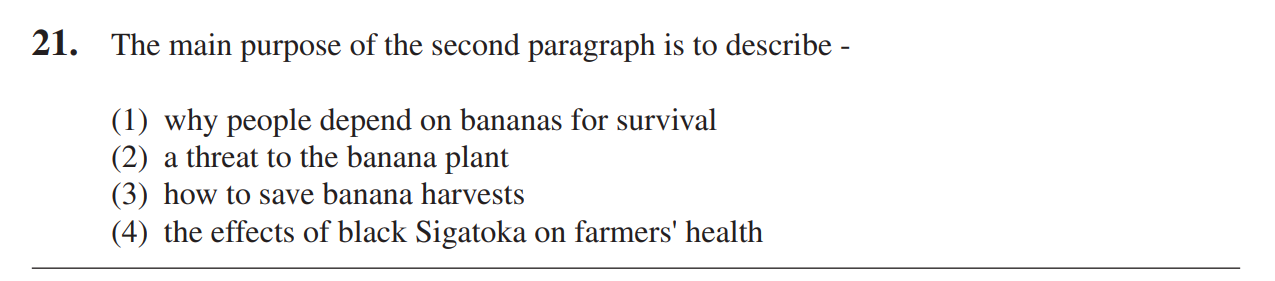 21. The main purpose of the second paragraph is to describe -
(1) why people depend on bananas for survival
(2) a threat to the banana plant
(3) how to save banana harvests
(4) the effects of black Sigatoka on farmers' health